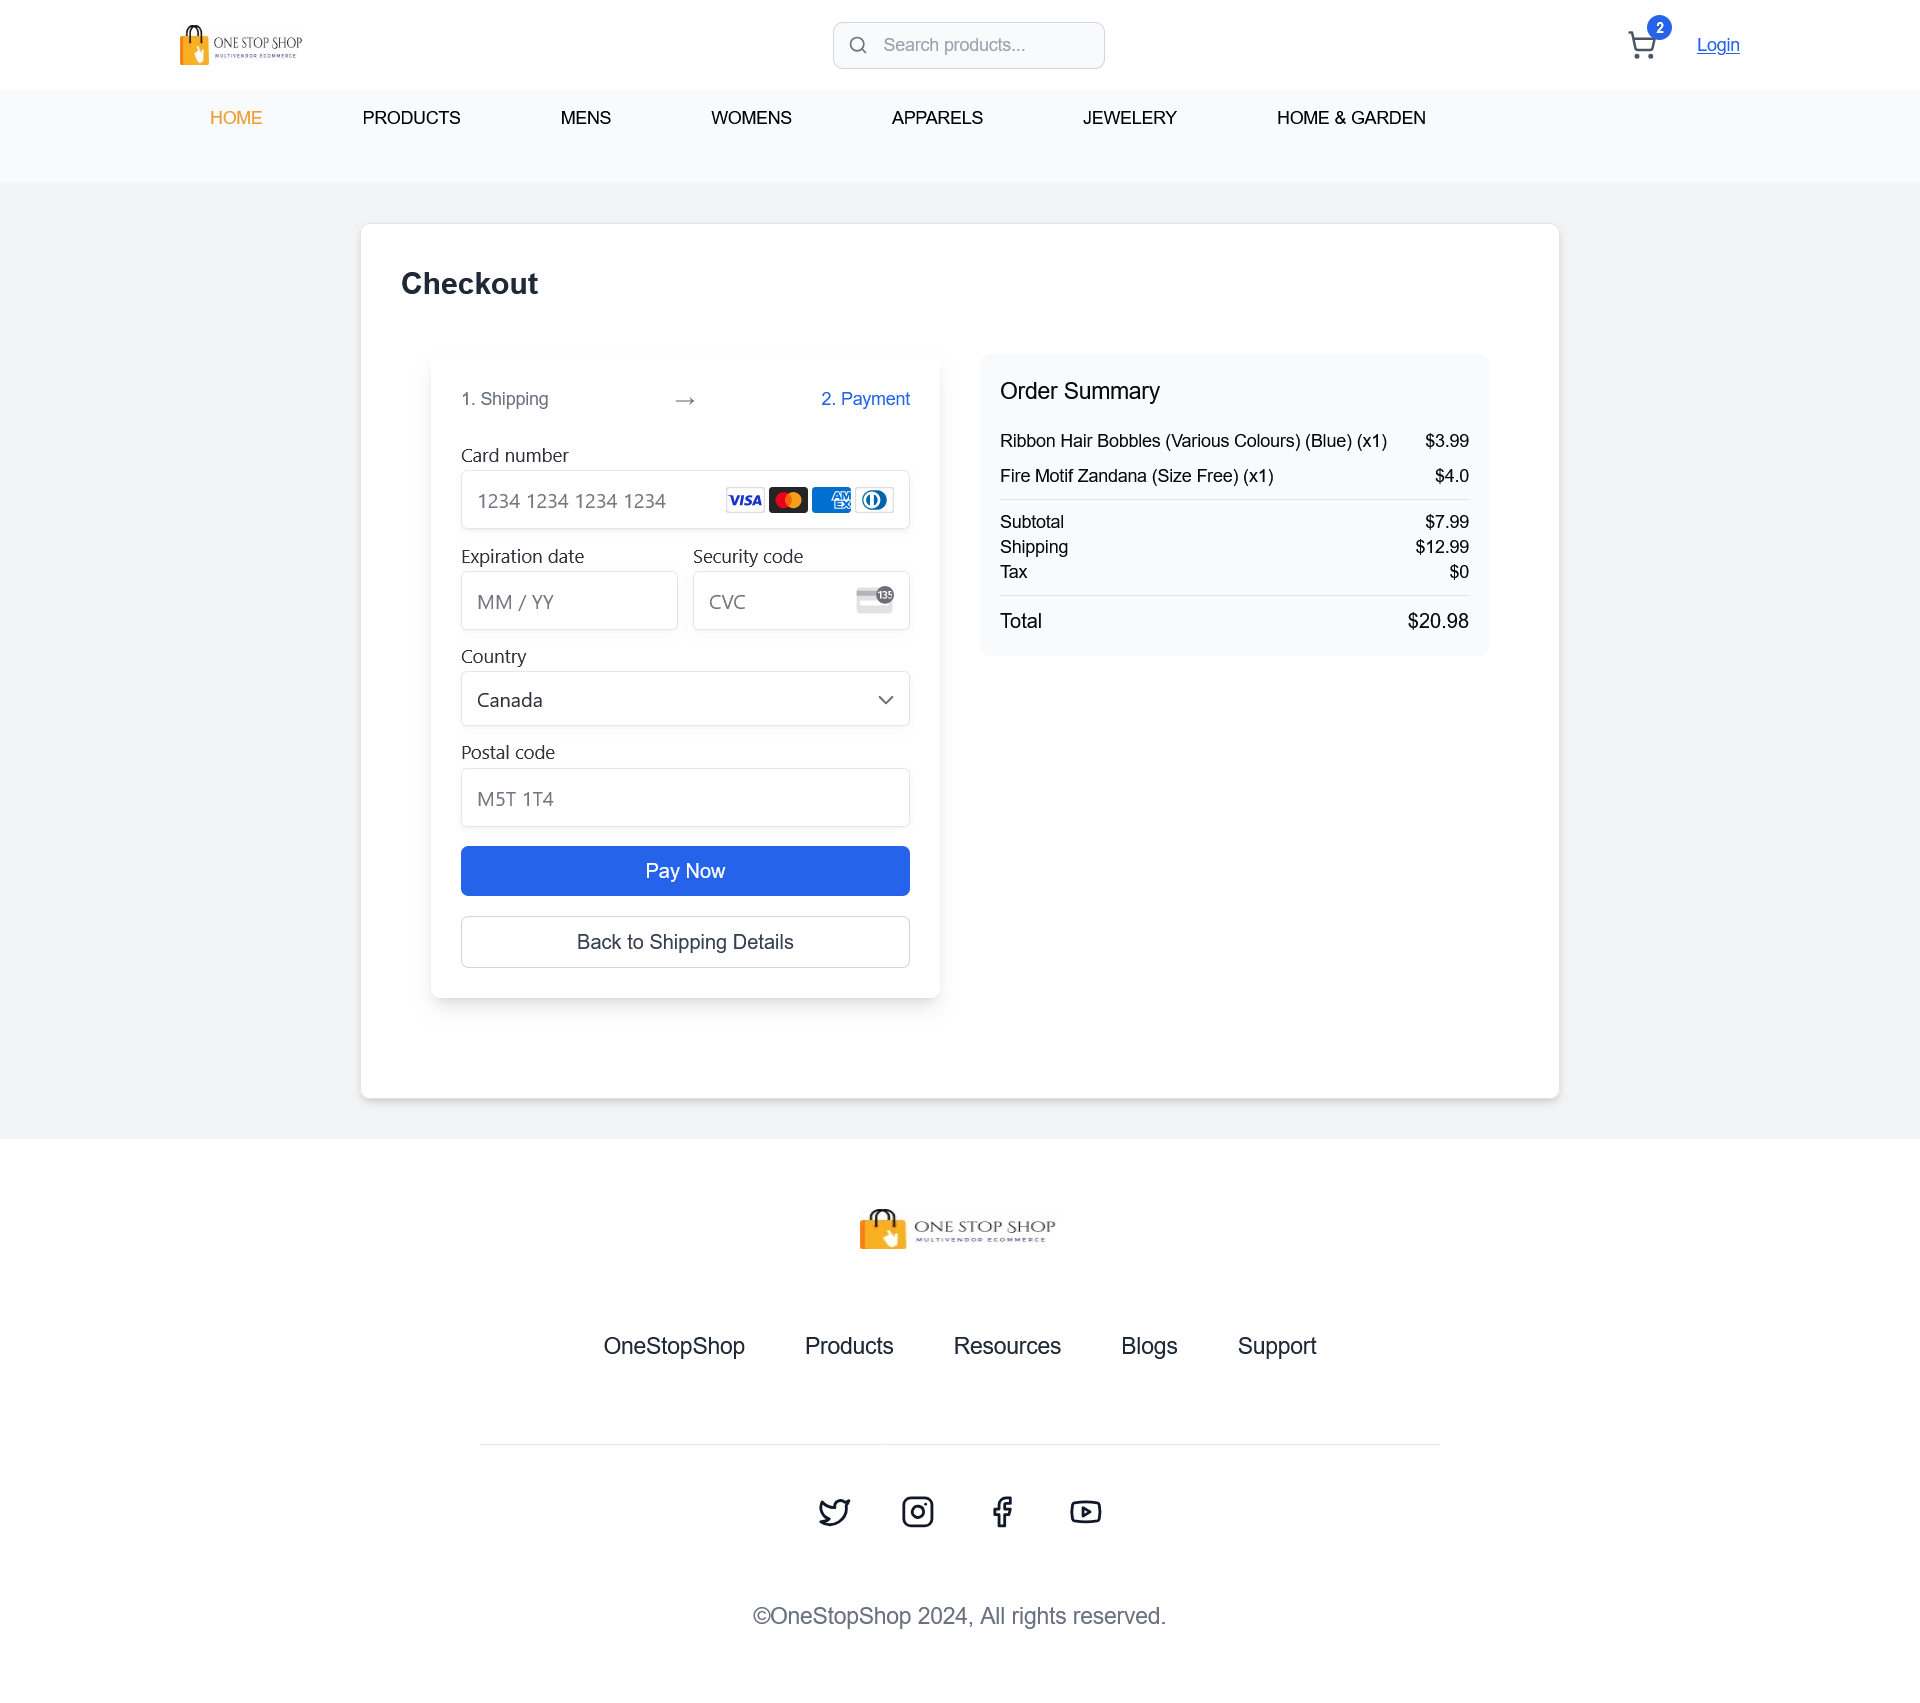 ONE STOP SHOP
MULTIVENDOR ECOMMERCE
Search products...
2
Login
HOME PRODUCTS MENS WOMENS APPARELS JEWELERY HOME & GARDEN
Checkout
1. Shipping → 2. Payment
Card number
1234 1234 1234 1234 VISA AMEX
Expiration date Security code
MM / YY CVC 135
Country
Canada
Postal code
M5T 1T4
Pay Now
Back to Shipping Details
Order Summary
Ribbon Hair Bobbles (Various Colours) (Blue) (x1) $3.99
Fire Motif Zandana (Size Free) (x1) $4.0
Subtotal $7.99
Shipping $12.99
Tax $0
Total $20.98
ONE STOP SHOP
MULTIVENDOR ECOMMERCE
OneStopShop Products Resources Blogs Support
©OneStopShop 2024, All rights reserved.